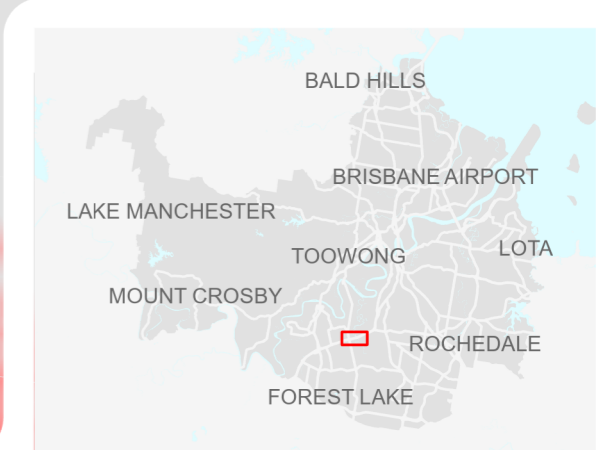 BALD HILLS
BRISBANE AIRPORT
LAKE MANCHESTER
LOTA
TOOWONG
MOUNT CROSBY
ROCHEDALE
FOREST LAKE